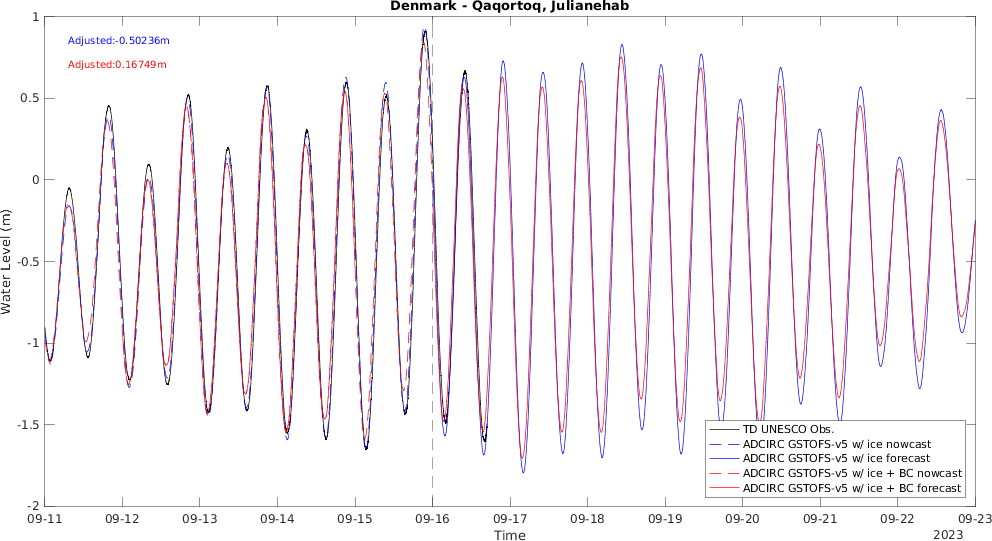 Denmark - Qaqortoq, Julianehab
Adjusted:-0.50236m
Adjusted:0.16749m
Water Level (m)
1
0.5
0
-0.5
-1
-1.5
-2
TD UNESCO Obs.
ADCIRC GSTOFS-v5 w/ ice nowcast
ADCIRC GSTOFS-v5 w/ ice forecast
ADCIRC GSTOFS-v5 w/ ice + BC nowcast
ADCIRC GSTOFS-v5 w/ ice + BC forecast
09-11 09-12 09-13 09-14 09-15 09-16 09-17 09-18 09-19 09-20 09-21 09-22 09-23
Time
2023